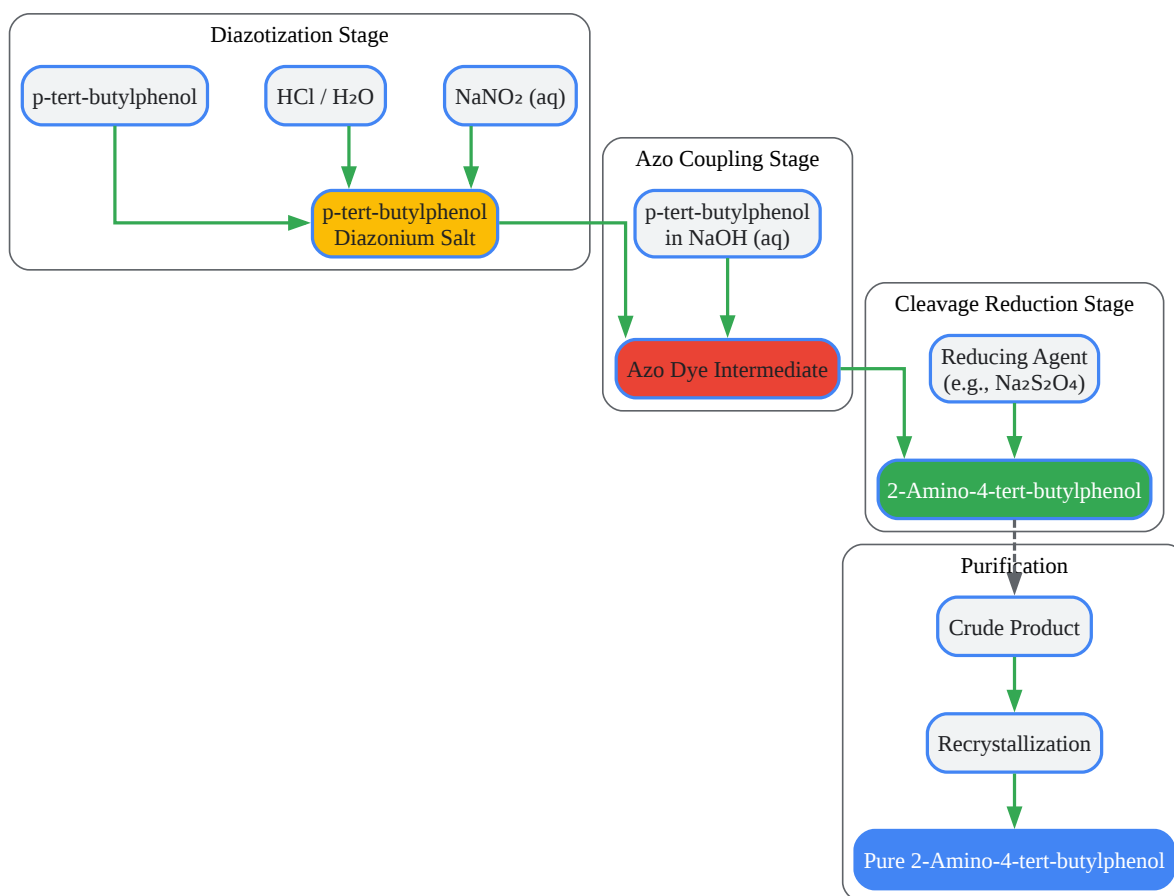 Diazotization Stage
p-tert-butylphenol
HCl / H₂O
NaNO₂ (aq)
p-tert-butylphenol
Diazonium Salt
Azo Coupling Stage
p-tert-butylphenol
in NaOH (aq)
Azo Dye Intermediate
Cleavage Reduction Stage
Reducing Agent
(e.g., Na₂S₂O₄)
2-Amino-4-tert-butylphenol
Purification
Crude Product
Recrystallization
Pure 2-Amino-4-tert-butylphenol